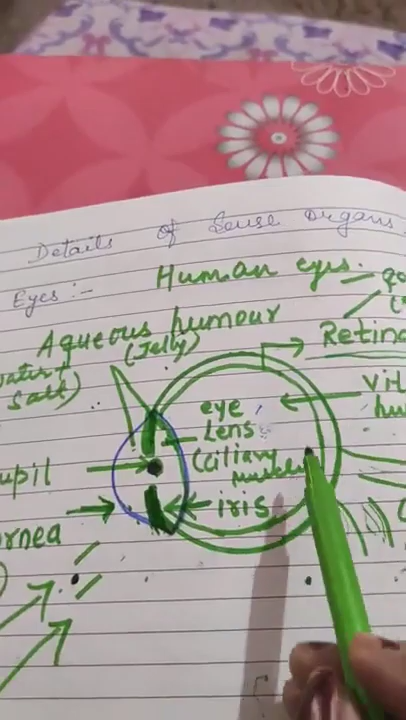 Details of Sense Organs
Human eyes.
Eyes :-
Aqueous humour
(Jelly)
Retina
water +
Salt)
eye
Lens
(ciliary
muscles
upil
iris
rnea